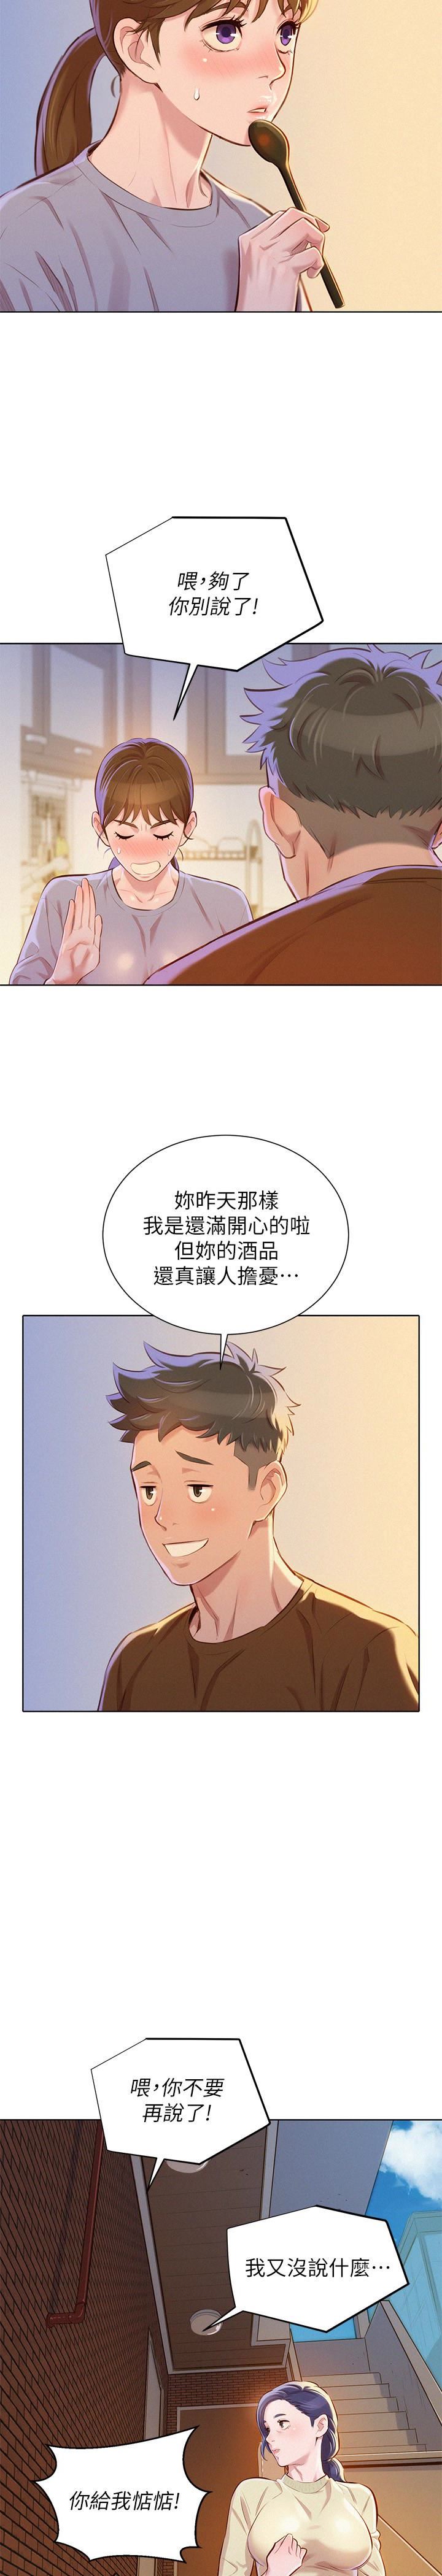 喂，夠了
你別說了!
妳昨天那樣
我是還滿開心的啦
但妳的酒品
還真讓人擔憂⋯
喂，你不要
再說了!
我又沒說什麼⋯
你給我惦惦!